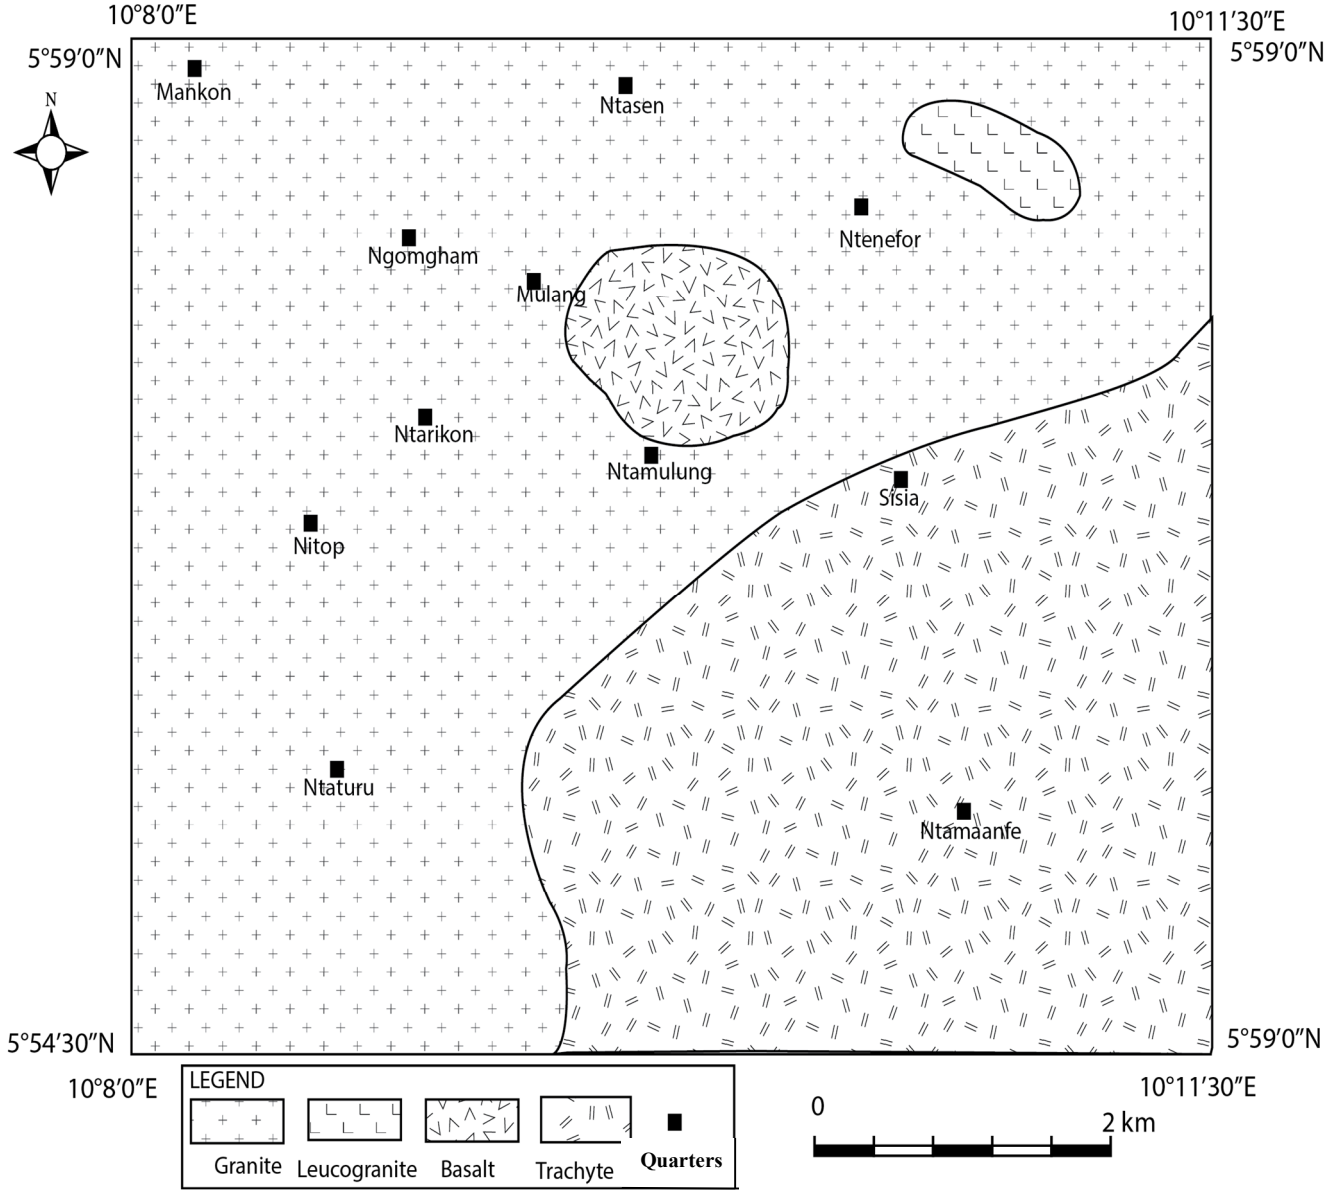 10°8′0″E
10°11′30″E
5°59′0″N
5°59′0″N
Mankon
Ntasen
N
Ntenefor
Ngomgham
Mulang
Ntarikon
Ntamulung
Sisia
Nitop
Ntaturu
Ntamaanfe
5°54′30″N
5°59′0″N
10°8′0″E
10°11′30″E
LEGEND
0
2 km
Granite
Leucogranite
Basalt
Trachyte
Quarters